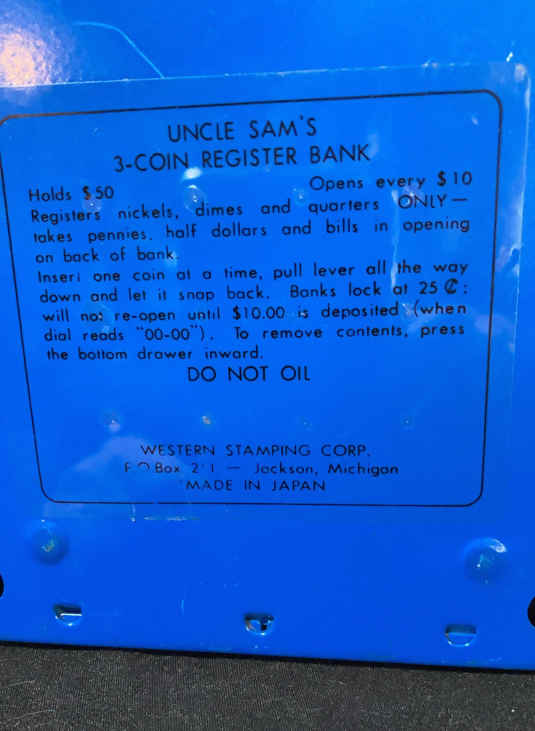 UNCLE SAM'S
3-COIN REGISTER BANK
Holds $50 Opens every $10
Registers nickels, dimes and quarters ONLY—
takes pennies, half dollars and bills in opening
on back of bank.
Insert one coin at a time, pull lever all the way
down and let it snap back. Banks lock at 25 ₵;
will not re-open until $10.00 is deposited (when
dial reads "00-00"). To remove contents, press
the bottom drawer inward.
DO NOT OIL
WESTERN STAMPING CORP.
P.O. Box — Jackson, Michigan
MADE IN JAPAN